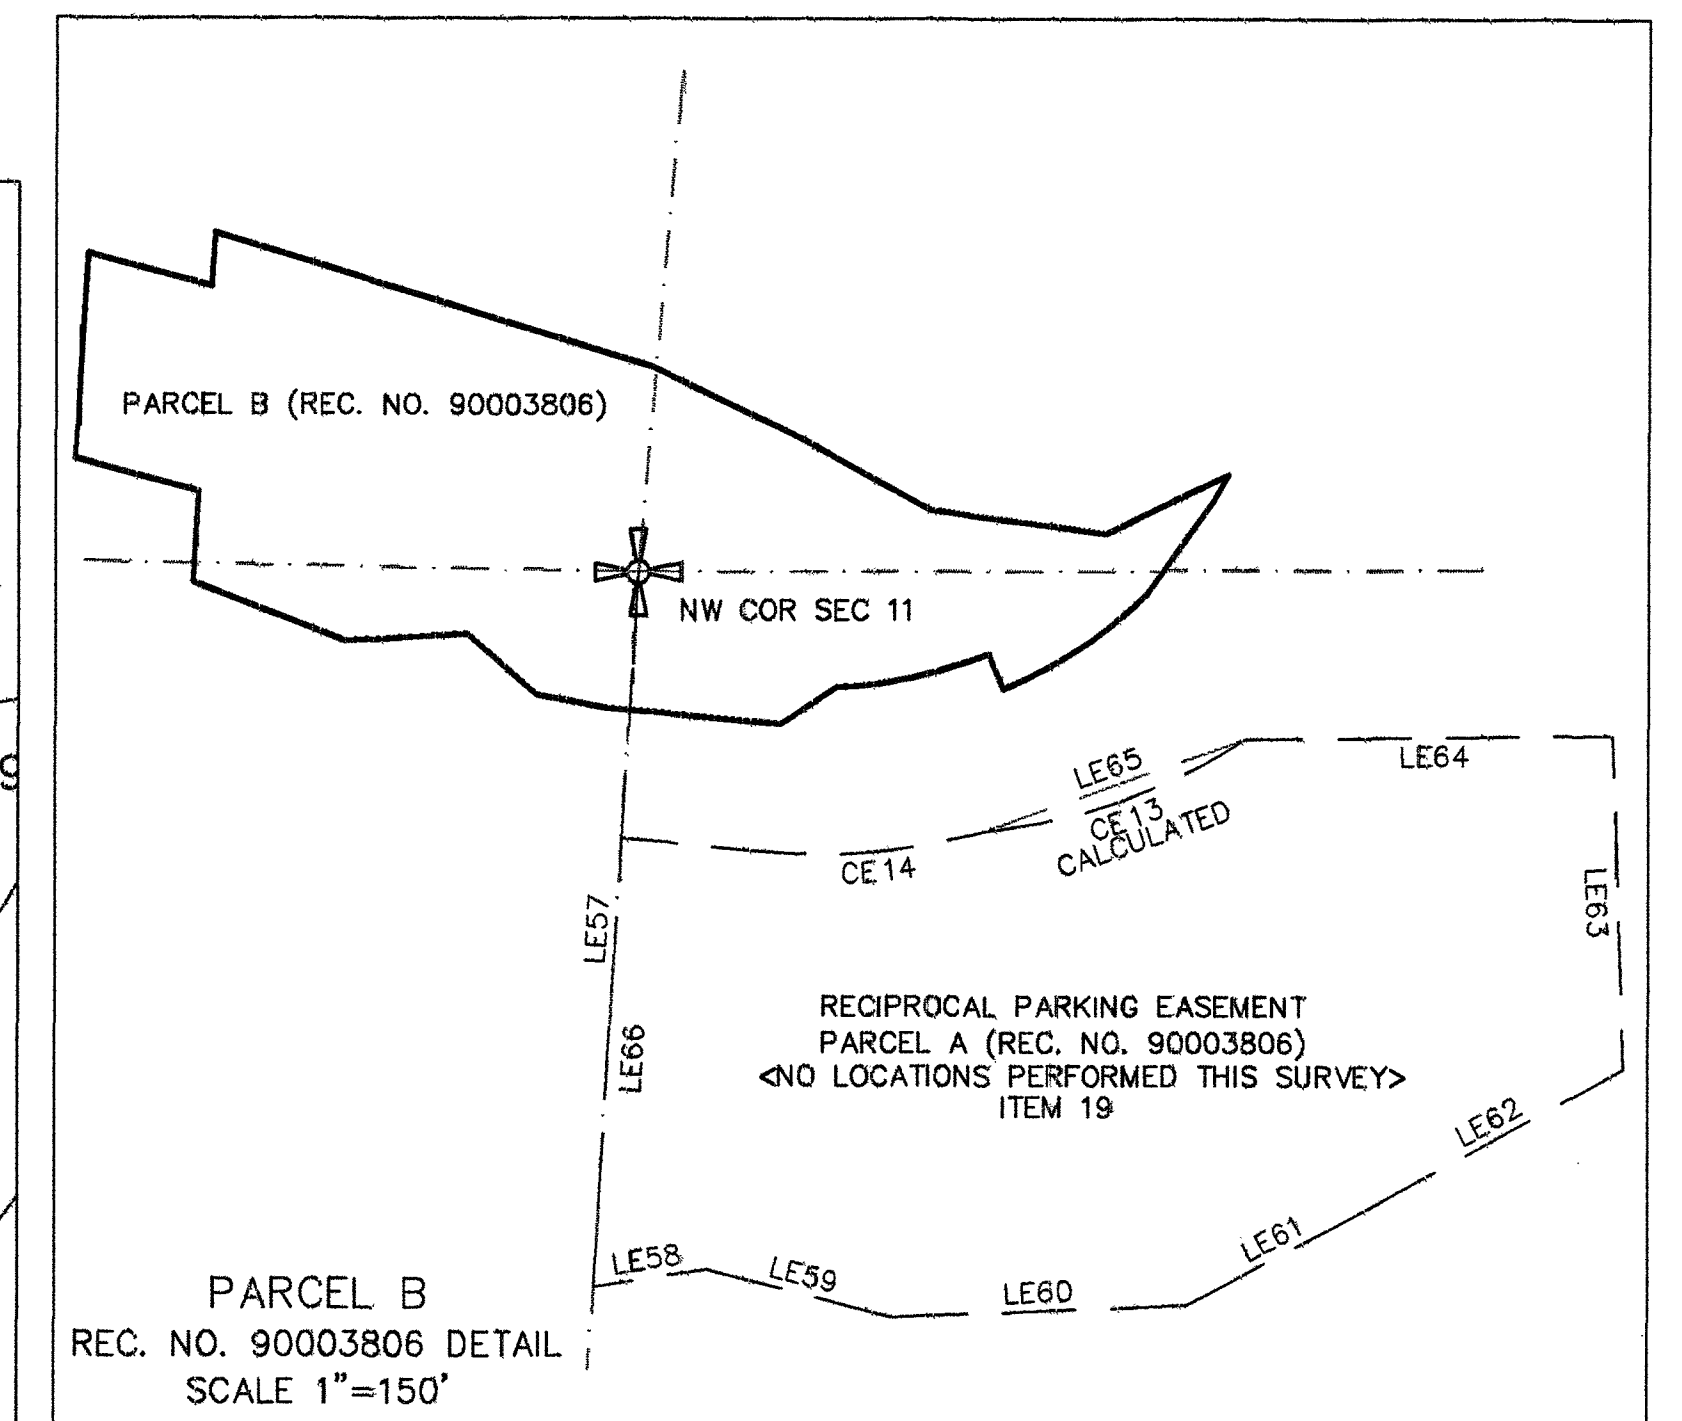 PARCEL B (REC. NO. 90003806)
NW COR SEC 11
LE65
CE13
CALCULATED
LE64
CE14
LE63
LE57
LE66
RECIPROCAL PARKING EASEMENT
PARCEL A (REC. NO. 90003806)
<NO LOCATIONS PERFORMED THIS SURVEY>
ITEM 19
LE62
LE61
LE58
LE59
LE60
PARCEL B
REC. NO. 90003806 DETAIL
SCALE 1"=150'
9